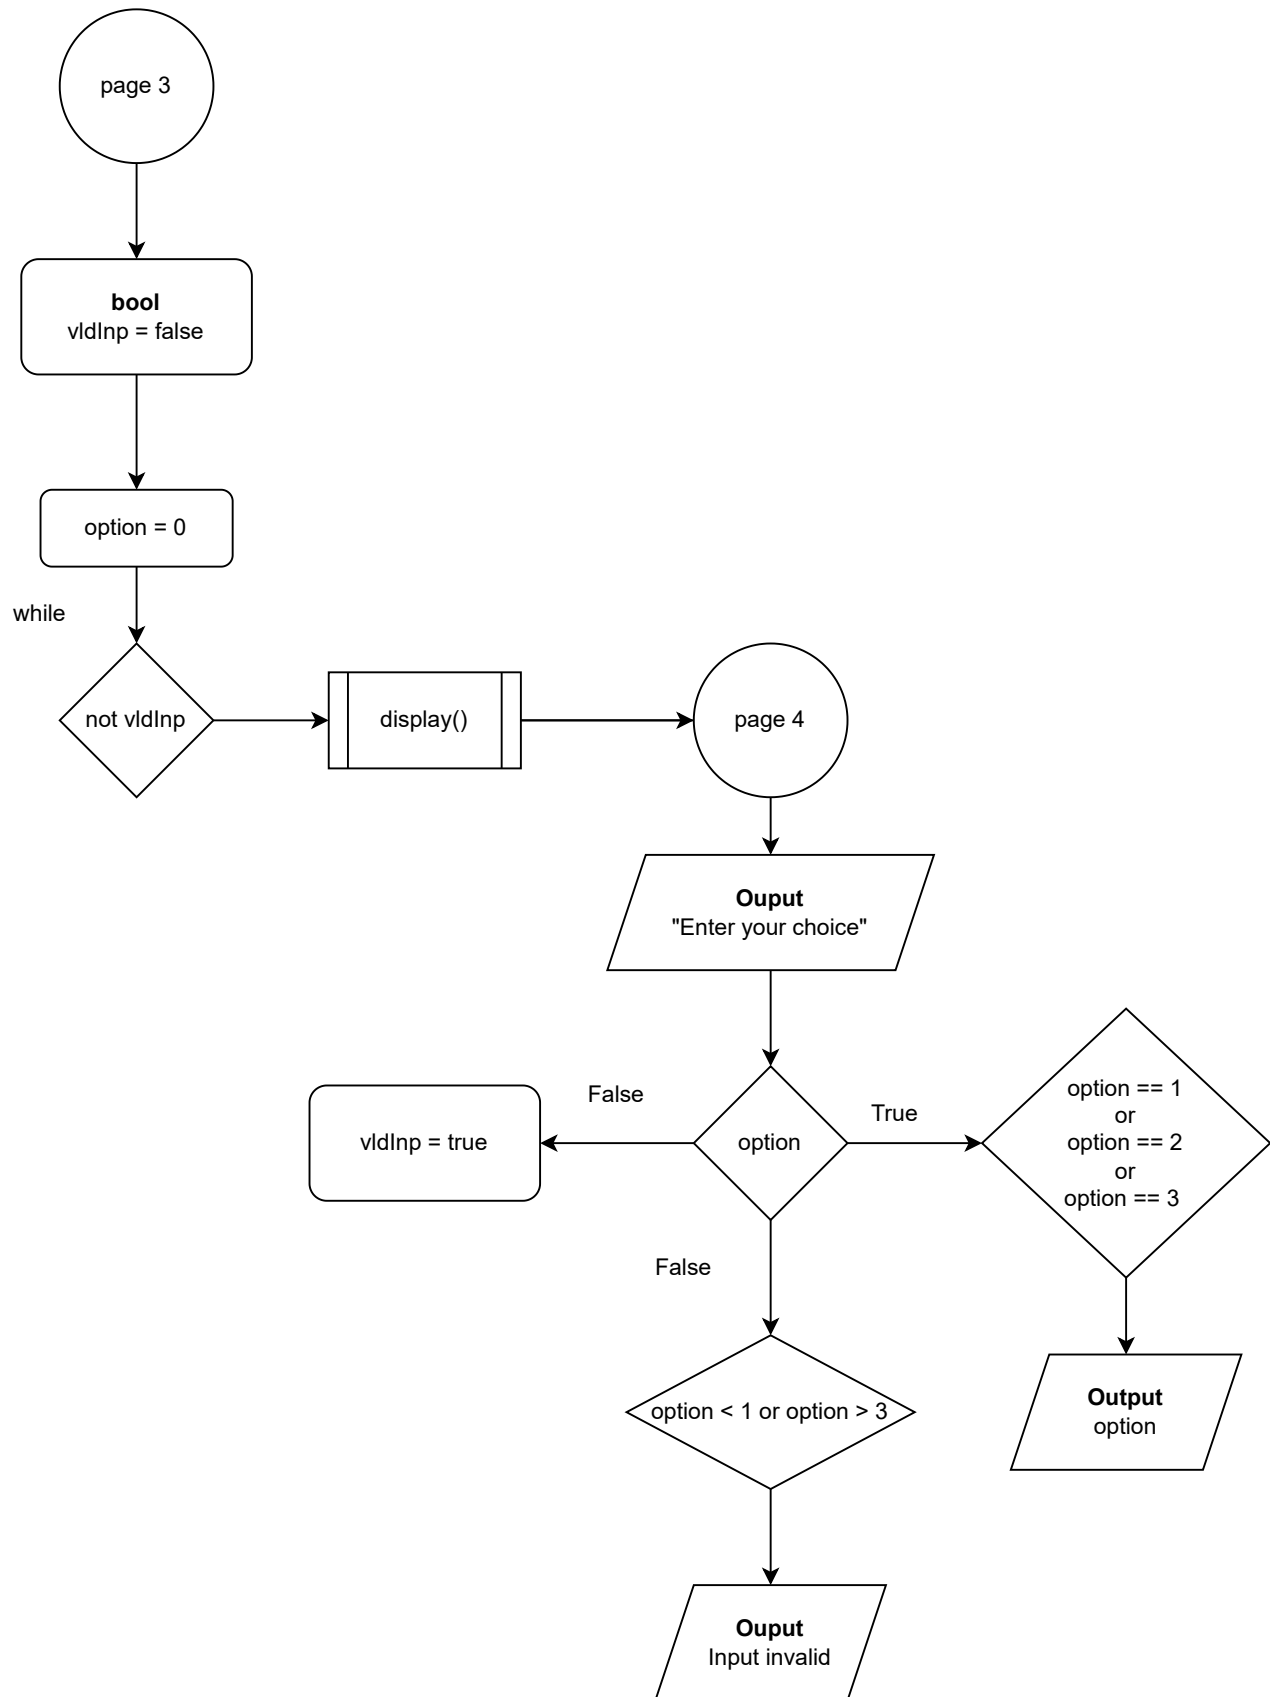 page 3
bool
vldInp = false
option = 0
while
not vldInp
display()
page 4
Ouput
"Enter your choice"
False
True
vldInp = true
option
option == 1
or
option == 2
or
option == 3
False
option < 1 or option > 3
Output
option
Ouput
Input invalid